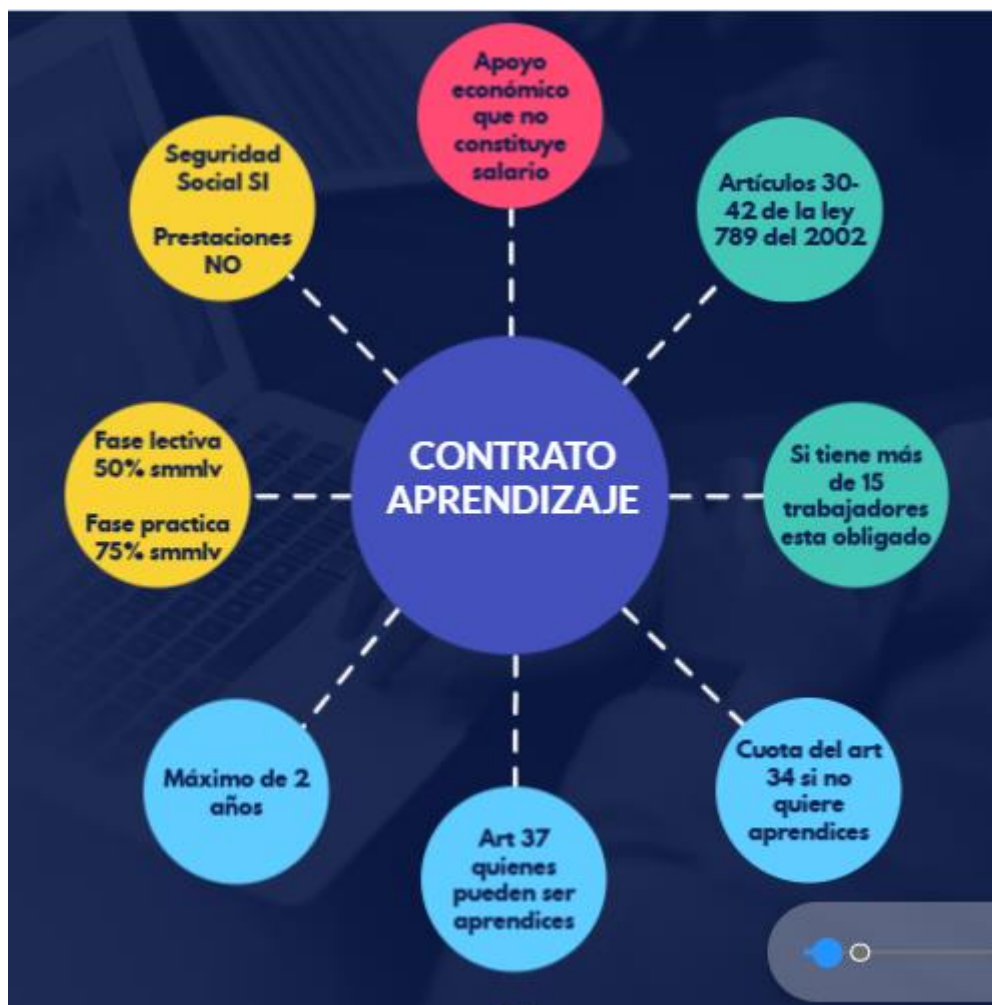 Apoyo
económico
que no
constituye
salario
Seguridad
Social SI
Prestaciones
NO
Artículos 30-
42 de la ley
789 del 2002
Fase lectiva
50% smmlv
Fase practica
75% smmlv
CONTRATO
APRENDIZAJE
Si tiene más
de 15
trabajadores
esta obligado
Máximo de 2
años
Art 37
quienes
pueden ser
aprendices
Cuota del art
34 si no
quiere
aprendices